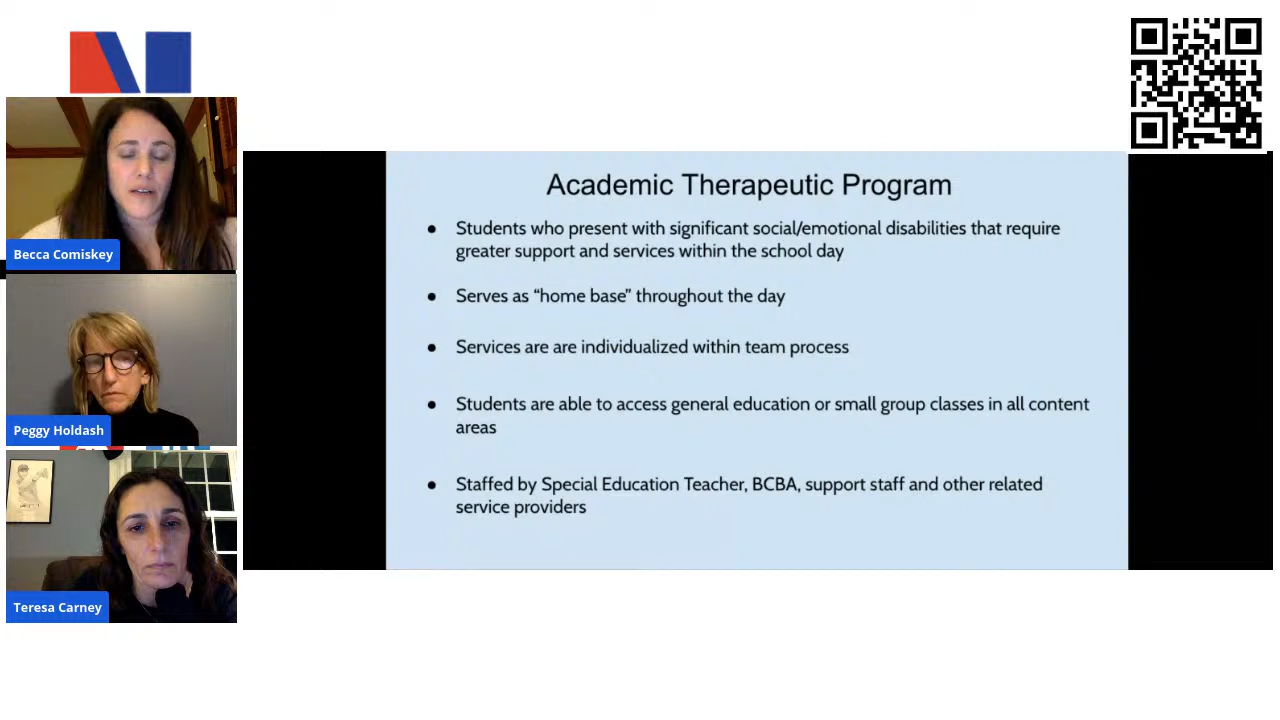 Becca Comiskey
Peggy Holdash
Teresa Carney
Academic Therapeutic Program
● Students who present with significant social/emotional disabilities that require
greater support and services within the school day
● Serves as “home base” throughout the day
● Services are are individualized within team process
● Students are able to access general education or small group classes in all content
areas
● Staffed by Special Education Teacher, BCBA, support staff and other related
service providers